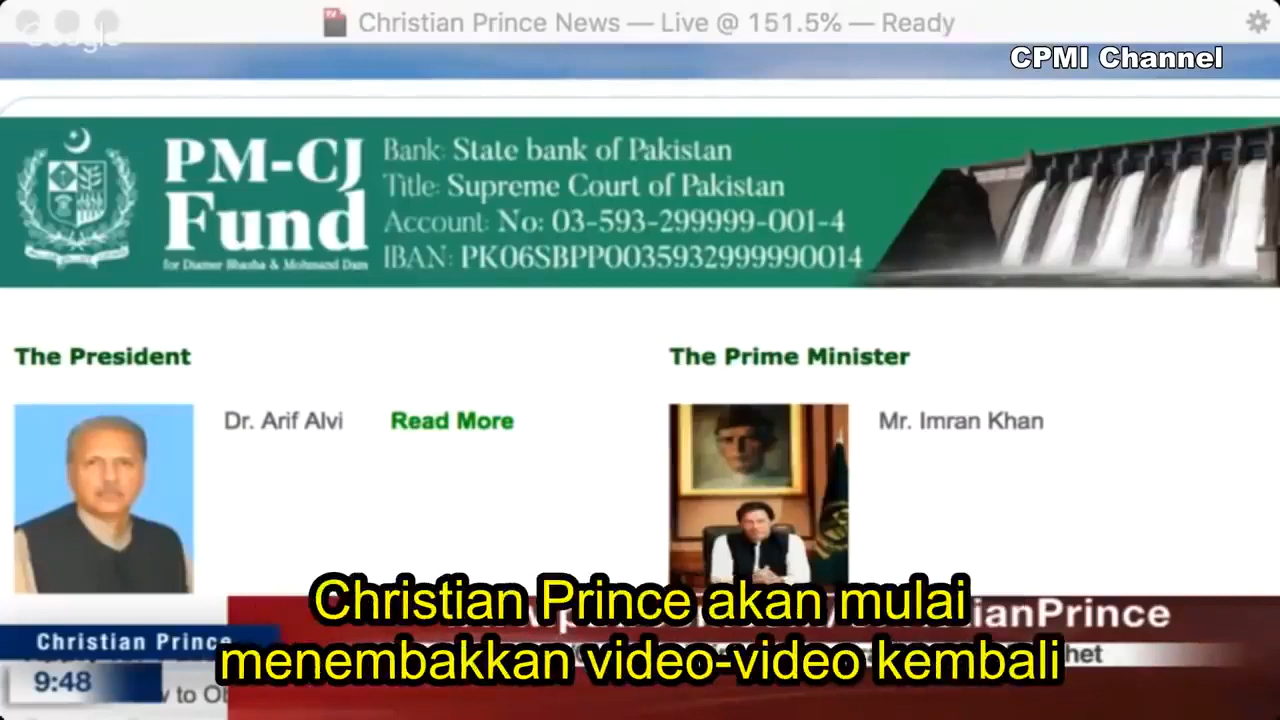 Christian Prince News — Live @ 151.5% — Ready
Google
CPMI Channel
PM-CJ
Fund
for Diamer Bhasha & Mohmand Dam
Bank: State bank of Pakistan
Title: Supreme Court of Pakistan
Account: No: 03-593-299999-001-4
IBAN: PK06SBPP0035932999990014
The President
The Prime Minister
Dr. Arif Alvi
Read More
Mr. Imran Khan
Christian Prince akan mulai
menembakkan video-video kembali
Christian Prince
9:48